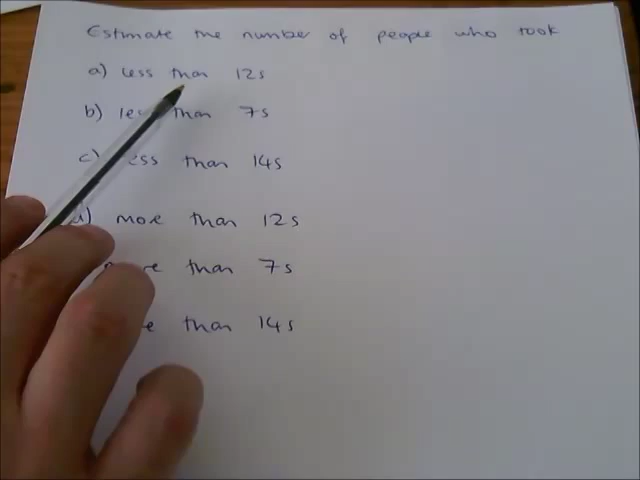 Estimate the number of people who took
a) less than 12s
b) than 7s
c) less than 14s
d) more than 12s
than 7s
than 14s